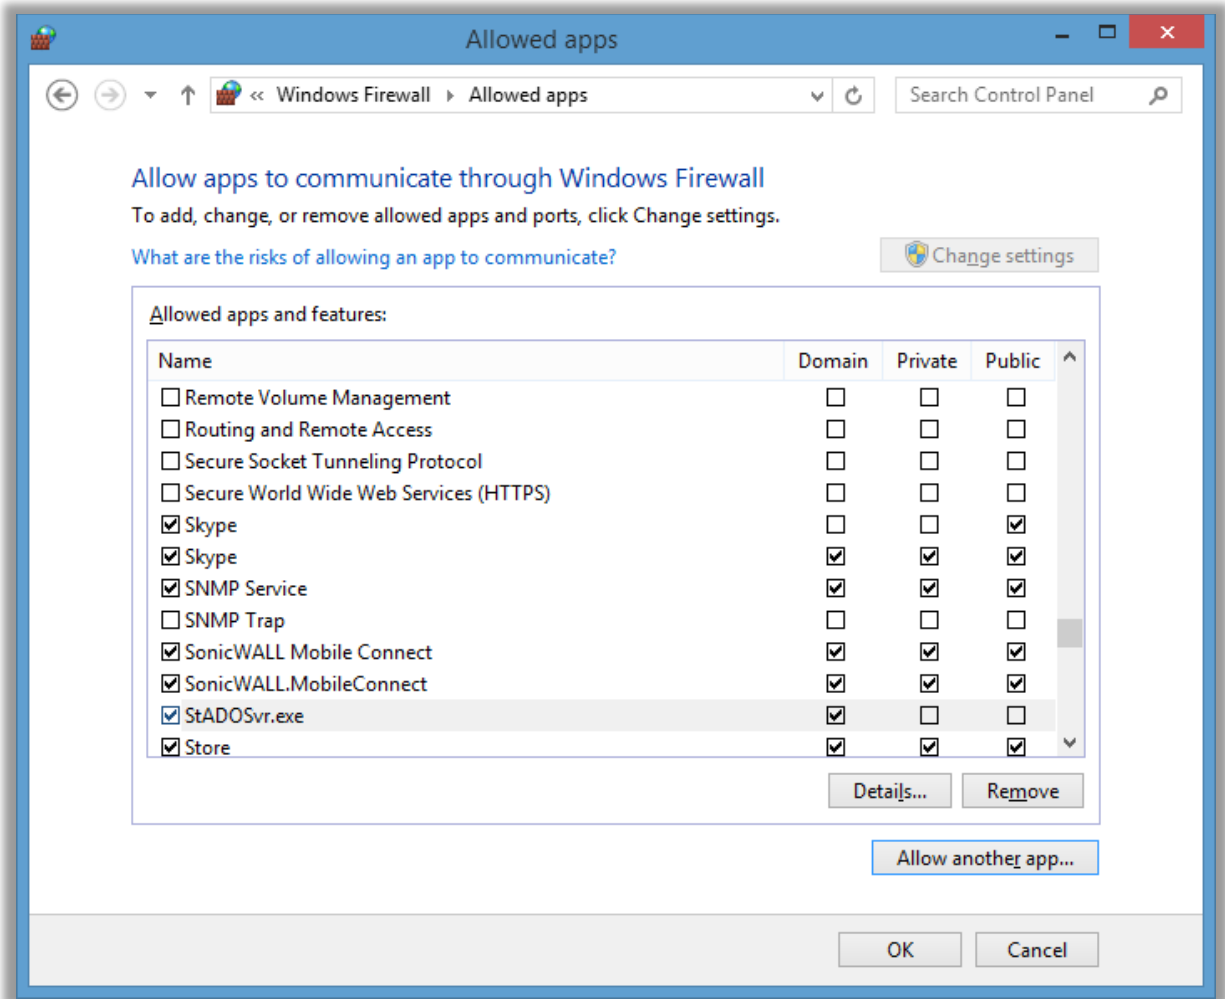 Allowed apps
« Windows Firewall Allowed apps
Search Control Panel
Allow apps to communicate through Windows Firewall
To add, change, or remove allowed apps and ports, click Change settings.
What are the risks of allowing an app to communicate?
Change settings
Allowed apps and features:
Name Domain Private Public
Remote Volume Management
Routing and Remote Access
Secure Socket Tunneling Protocol
Secure World Wide Web Services (HTTPS)
Skype
Skype
SNMP Service
SNMP Trap
SonicWALL Mobile Connect
SonicWALL.MobileConnect
StADOSvr.exe
Store
Details... Remove
Allow another app...
OK Cancel